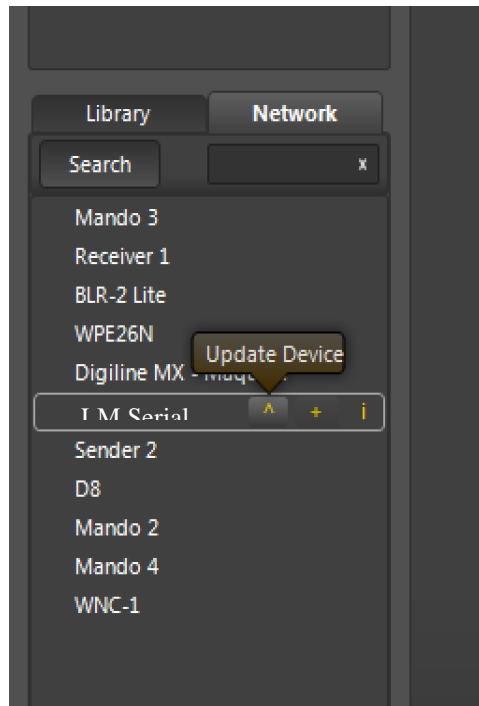 Library Network
Search x
Mando 3
Receiver 1
BLR-2 Lite
WPE26N
Update Device
Digiline MX -
LM Serial ^ + i
Sender 2
D8
Mando 2
Mando 4
WNC-1